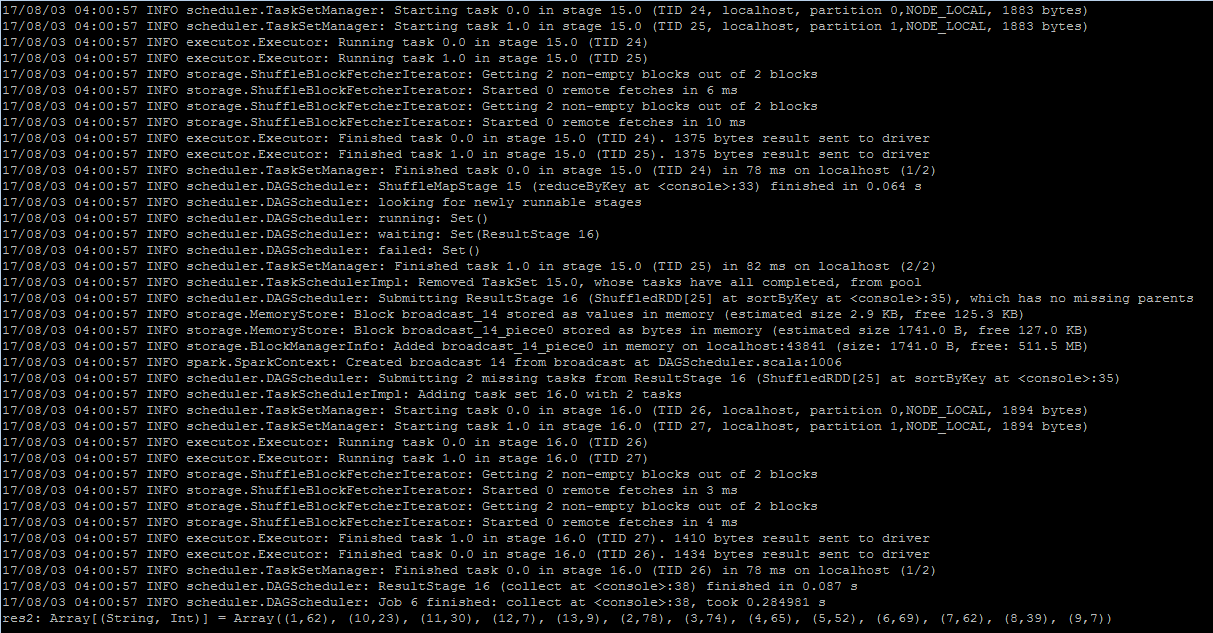 17/08/03 04:00:57 INFO scheduler.TaskSetManager: Starting task 0.0 in stage 15.0 (TID 24, localhost, partition 0,NODE_LOCAL, 1883 bytes)
17/08/03 04:00:57 INFO scheduler.TaskSetManager: Starting task 1.0 in stage 15.0 (TID 25, localhost, partition 1,NODE_LOCAL, 1883 bytes)
17/08/03 04:00:57 INFO executor.Executor: Running task 0.0 in stage 15.0 (TID 24)
17/08/03 04:00:57 INFO executor.Executor: Running task 1.0 in stage 15.0 (TID 25)
17/08/03 04:00:57 INFO storage.ShuffleBlockFetcherIterator: Getting 2 non-empty blocks out of 2 blocks
17/08/03 04:00:57 INFO storage.ShuffleBlockFetcherIterator: Started 0 remote fetches in 6 ms
17/08/03 04:00:57 INFO storage.ShuffleBlockFetcherIterator: Getting 2 non-empty blocks out of 2 blocks
17/08/03 04:00:57 INFO storage.ShuffleBlockFetcherIterator: Started 0 remote fetches in 10 ms
17/08/03 04:00:57 INFO executor.Executor: Finished task 0.0 in stage 15.0 (TID 24). 1375 bytes result sent to driver
17/08/03 04:00:57 INFO executor.Executor: Finished task 1.0 in stage 15.0 (TID 25). 1375 bytes result sent to driver
17/08/03 04:00:57 INFO scheduler.TaskSetManager: Finished task 0.0 in stage 15.0 (TID 24) in 78 ms on localhost (1/2)
17/08/03 04:00:57 INFO scheduler.DAGScheduler: ShuffleMapStage 15 (reduceByKey at <console>:33) finished in 0.064 s
17/08/03 04:00:57 INFO scheduler.DAGScheduler: looking for newly runnable stages
17/08/03 04:00:57 INFO scheduler.DAGScheduler: running: Set()
17/08/03 04:00:57 INFO scheduler.DAGScheduler: waiting: Set(ResultStage 16)
17/08/03 04:00:57 INFO scheduler.DAGScheduler: failed: Set()
17/08/03 04:00:57 INFO scheduler.TaskSetManager: Finished task 1.0 in stage 15.0 (TID 25) in 82 ms on localhost (2/2)
17/08/03 04:00:57 INFO scheduler.TaskSchedulerImpl: Removed TaskSet 15.0, whose tasks have all completed, from pool
17/08/03 04:00:57 INFO scheduler.DAGScheduler: Submitting ResultStage 16 (ShuffledRDD[25] at sortByKey at <console>:35), which has no missing parents
17/08/03 04:00:57 INFO storage.MemoryStore: Block broadcast_14 stored as values in memory (estimated size 2.9 KB, free 125.3 KB)
17/08/03 04:00:57 INFO storage.MemoryStore: Block broadcast_14_piece0 stored as bytes in memory (estimated size 1741.0 B, free 127.0 KB)
17/08/03 04:00:57 INFO storage.BlockManagerInfo: Added broadcast_14_piece0 in memory on localhost:43841 (size: 1741.0 B, free: 511.5 MB)
17/08/03 04:00:57 INFO spark.SparkContext: Created broadcast 14 from broadcast at DAGScheduler.scala:1006
17/08/03 04:00:57 INFO scheduler.DAGScheduler: Submitting 2 missing tasks from ResultStage 16 (ShuffledRDD[25] at sortByKey at <console>:35)
17/08/03 04:00:57 INFO scheduler.TaskSchedulerImpl: Adding task set 16.0 with 2 tasks
17/08/03 04:00:57 INFO scheduler.TaskSetManager: Starting task 0.0 in stage 16.0 (TID 26, localhost, partition 0,NODE_LOCAL, 1894 bytes)
17/08/03 04:00:57 INFO scheduler.TaskSetManager: Starting task 1.0 in stage 16.0 (TID 27, localhost, partition 1,NODE_LOCAL, 1894 bytes)
17/08/03 04:00:57 INFO executor.Executor: Running task 0.0 in stage 16.0 (TID 26)
17/08/03 04:00:57 INFO executor.Executor: Running task 1.0 in stage 16.0 (TID 27)
17/08/03 04:00:57 INFO storage.ShuffleBlockFetcherIterator: Getting 2 non-empty blocks out of 2 blocks
17/08/03 04:00:57 INFO storage.ShuffleBlockFetcherIterator: Started 0 remote fetches in 3 ms
17/08/03 04:00:57 INFO storage.ShuffleBlockFetcherIterator: Getting 2 non-empty blocks out of 2 blocks
17/08/03 04:00:57 INFO storage.ShuffleBlockFetcherIterator: Started 0 remote fetches in 4 ms
17/08/03 04:00:57 INFO executor.Executor: Finished task 1.0 in stage 16.0 (TID 27). 1410 bytes result sent to driver
17/08/03 04:00:57 INFO executor.Executor: Finished task 0.0 in stage 16.0 (TID 26). 1434 bytes result sent to driver
17/08/03 04:00:57 INFO scheduler.TaskSetManager: Finished task 0.0 in stage 16.0 (TID 26) in 78 ms on localhost (1/2)
17/08/03 04:00:57 INFO scheduler.DAGScheduler: ResultStage 16 (collect at <console>:38) finished in 0.087 s
17/08/03 04:00:57 INFO scheduler.DAGScheduler: Job 6 finished: collect at <console>:38, took 0.284981 s
res2: Array[(String, Int)] = Array((1,62), (10,23), (11,30), (12,7), (13,9), (2,78), (3,74), (4,65), (5,52), (6,69), (7,62), (8,39), (9,7))